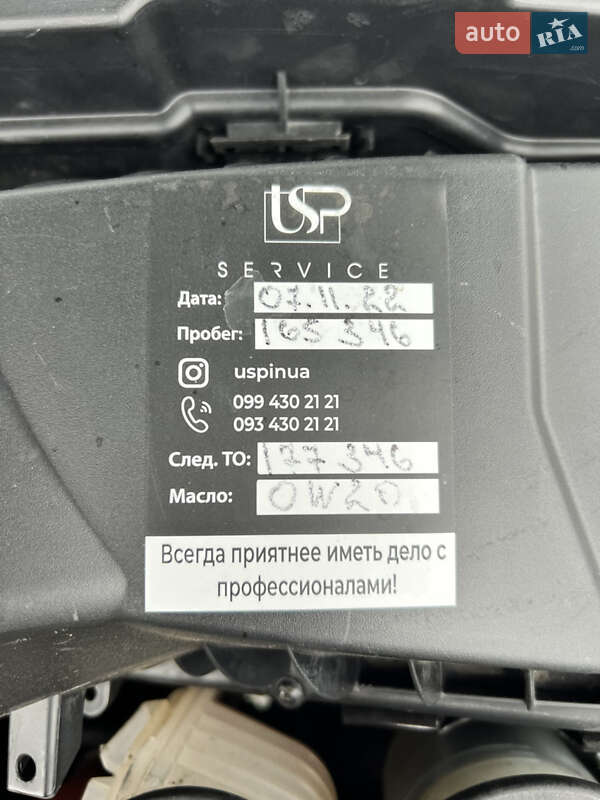 auto RIA.com
USP
SERVICE
Дата: 07.11.22
Пробег: 165 346
uspinua
099 430 21 21
093 430 21 21
След. ТО: 177 346
Масло: 0W20
Всегда приятнее иметь дело с
профессионалами!